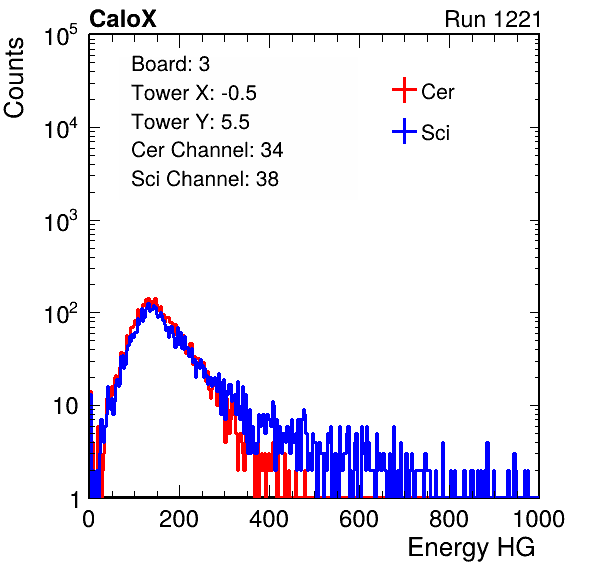 CaloX Run 1221
Counts
10^5
10^4
10^3
10^2
10
1
Board: 3
Tower X: -0.5
Tower Y: 5.5
Cer Channel: 34
Sci Channel: 38
Cer
Sci
0 200 400 600 800 1000
Energy HG